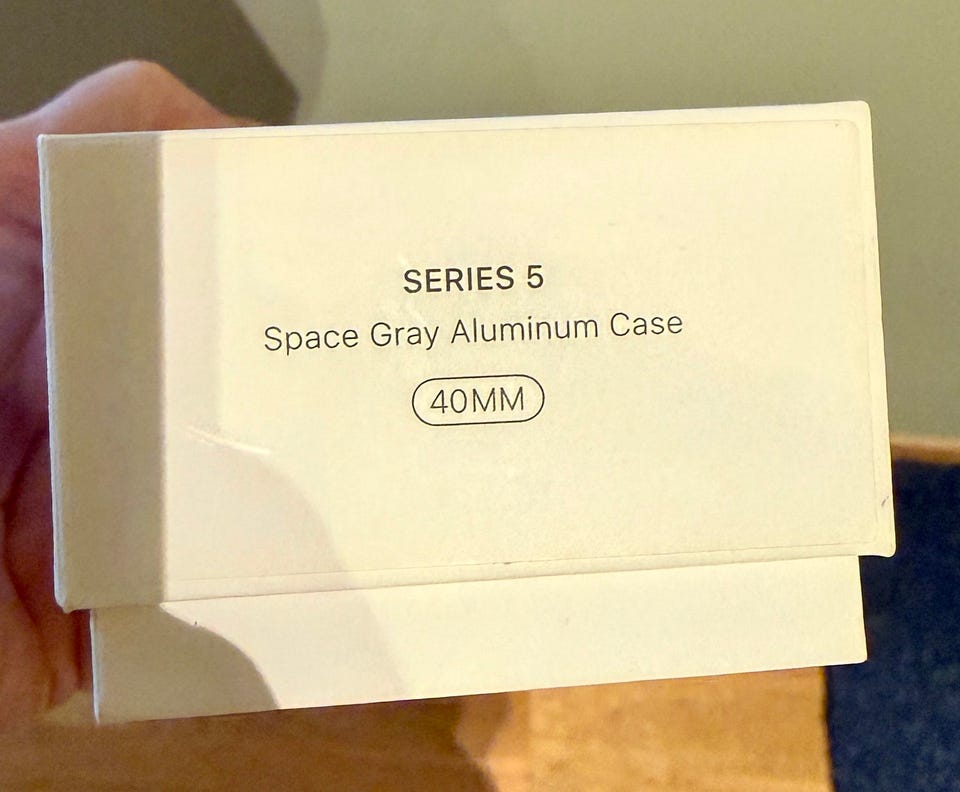 SERIES 5
Space Gray Aluminum Case
40MM